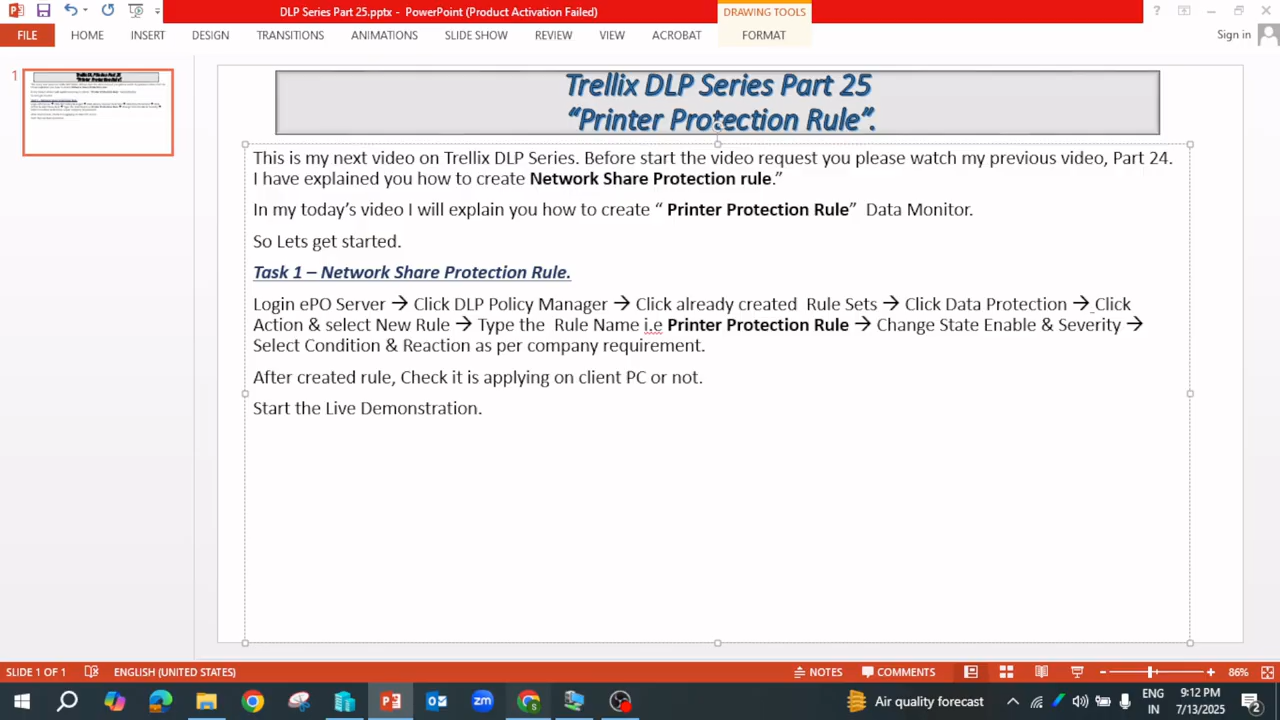 DLP Series Part 25.pptx - PowerPoint (Product Activation Failed)
DRAWING TOOLS
?
FILE
HOME
INSERT
DESIGN
TRANSITIONS
ANIMATIONS
SLIDE SHOW
REVIEW
VIEW
ACROBAT
FORMAT
Sign in
1
Trellix DLP Series Part 25
“Printer Protection Rule”.
This is my next video on Trellix DLP Series. Before start the video request you please watch my previous video, Part 24.
I have explained you how to create Network Share Protection rule.”
In my today’s video I will explain you how to create “ Printer Protection Rule” Data Monitor.
So Lets get started.
Task 1 – Network Share Protection Rule.
Login ePO Server → Click DLP Policy Manager → Click already created Rule Sets → Click Data Protection → Click
Action & select New Rule → Type the Rule Name i.e Printer Protection Rule → Change State Enable & Severity →
Select Condition & Reaction as per company requirement.
After created rule, Check it is applying on client PC or not.
Start the Live Demonstration.
SLIDE 1 OF 1
ENGLISH (UNITED STATES)
NOTES
COMMENTS
86%
Air quality forecast
ENG
IN
9:12 PM
7/13/2025
2